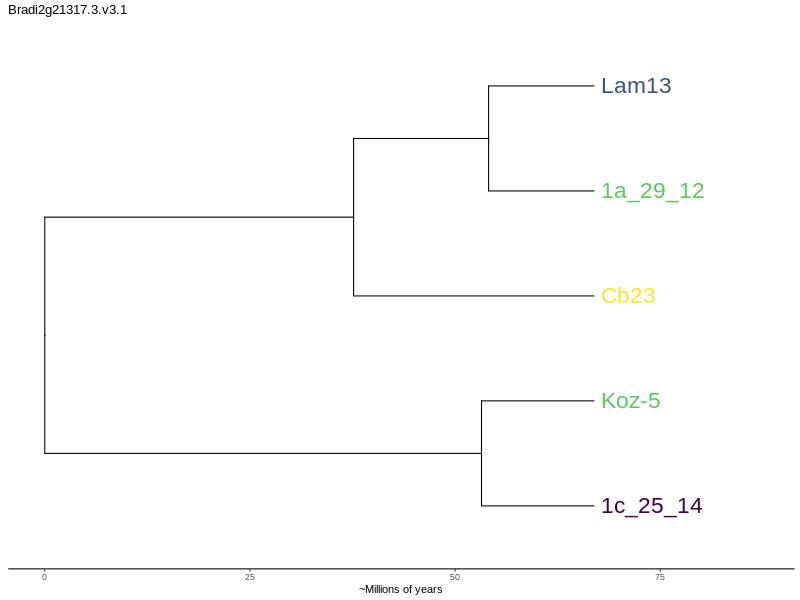 Bradi2g21317.3.v3.1
Lam13
1a_29_12
Cb23
Koz-5
1c_25_14
0 25 50 75
~Millions of years